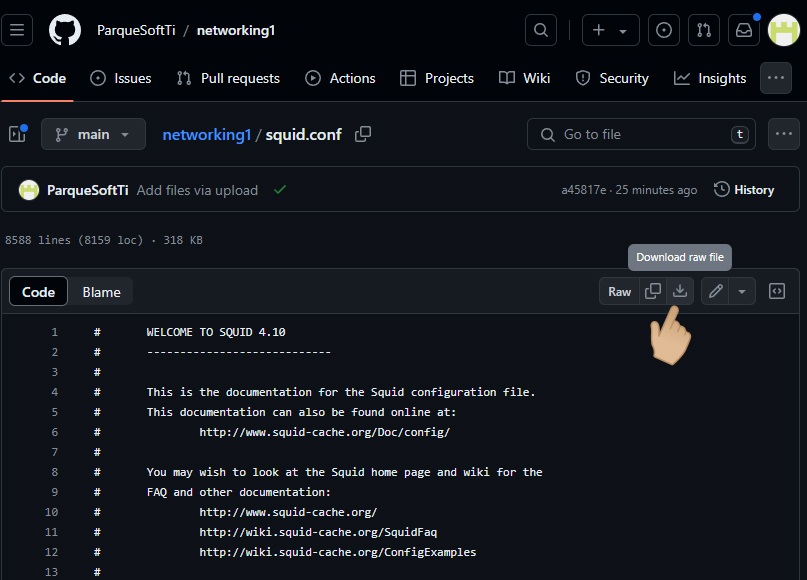 ParqueSoftTi / networking1
Code Issues Pull requests Actions Projects Wiki Security Insights
main networking1 / squid.conf Go to file t
ParqueSoftTi Add files via upload a45817e · 25 minutes ago History
8588 lines (8159 loc) · 318 KB
Download raw file
Code Blame Raw
1 # WELCOME TO SQUID 4.10
2 # ----------------------------
3 #
4 # This is the documentation for the Squid configuration file.
5 # This documentation can also be found online at:
6 # http://www.squid-cache.org/Doc/config/
7 #
8 # You may wish to look at the Squid home page and wiki for the
9 # FAQ and other documentation:
10 # http://www.squid-cache.org/
11 # http://wiki.squid-cache.org/SquidFaq
12 # http://wiki.squid-cache.org/ConfigExamples
13 #